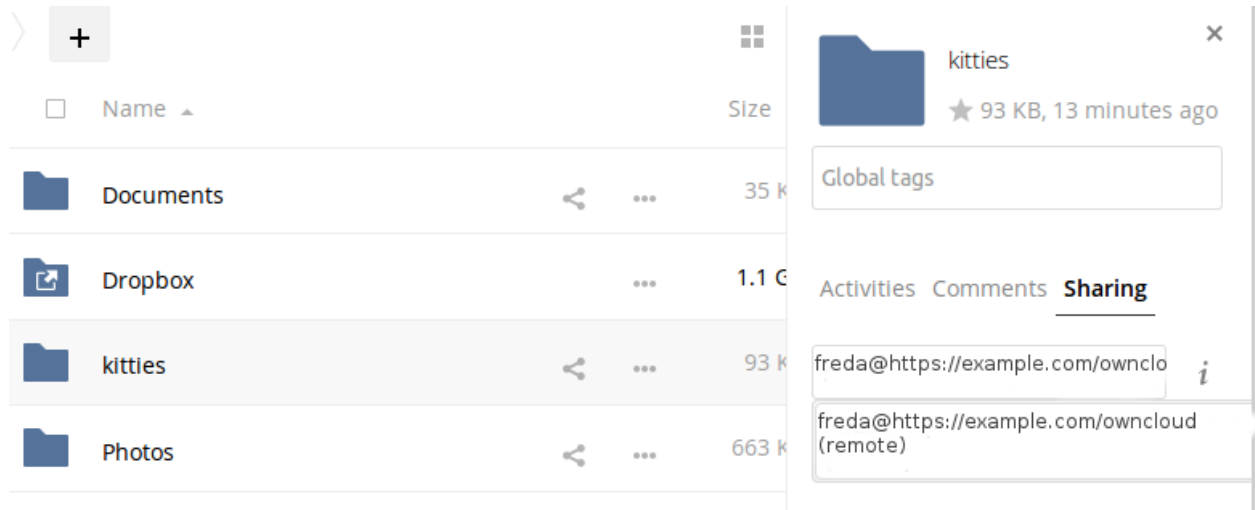 +
Name
Size
Documents
35 K
Dropbox
1.1 G
kitties
93 K
Photos
663 K
kitties
93 KB, 13 minutes ago
Global tags
Activities Comments Sharing
freda@https://example.com/ownclo
i
freda@https://example.com/owncloud
(remote)